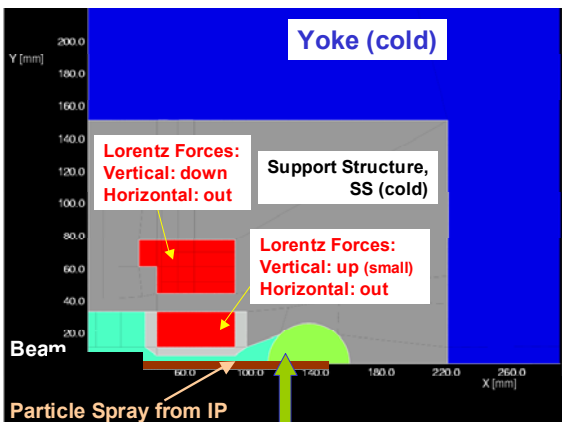 Yoke (cold)
Y [mm]
200.0
180.0
160.0
140.0
120.0
100.0
80.0
60.0
40.0
20.0
Lorentz Forces:
Vertical: down
Horizontal: out
Support Structure,
SS (cold)
Lorentz Forces:
Vertical: up (small)
Horizontal: out
Beam
60.0 100.0 140.0 180.0 220.0 260.0
X [mm]
Particle Spray from IP